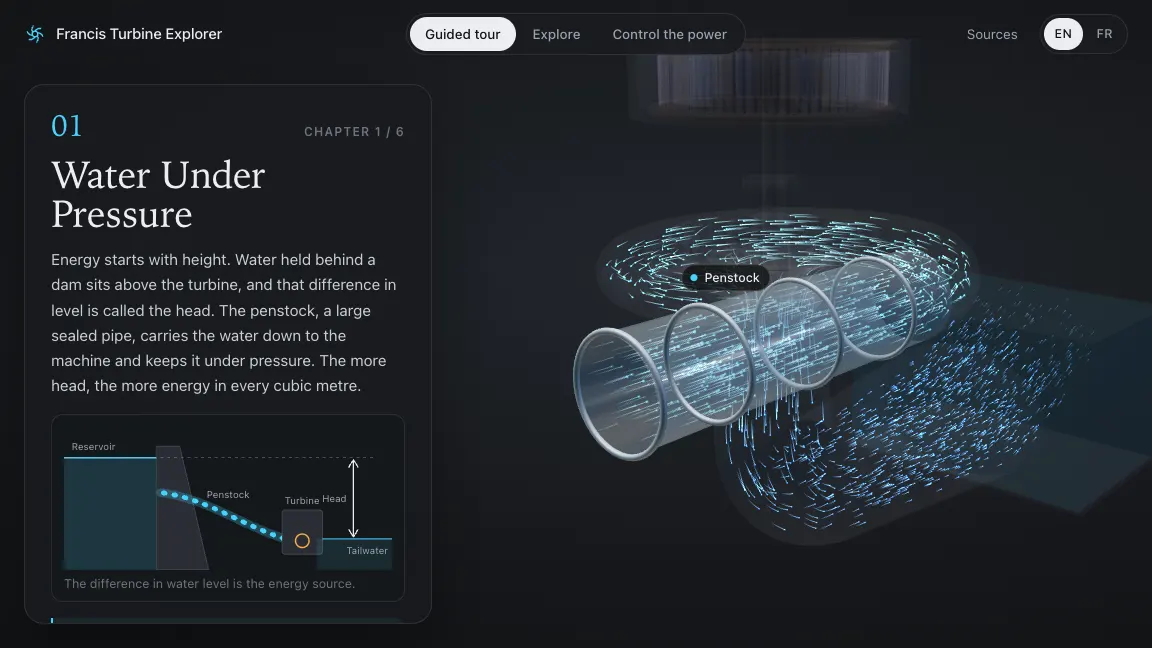 Francis Turbine Explorer
Guided tour
Explore
Control the power
Sources
EN
FR
01
CHAPTER 1 / 6
Water Under
Pressure
Energy starts with height. Water held behind a
dam sits above the turbine, and that difference in
level is called the head. The penstock, a large
sealed pipe, carries the water down to the
machine and keeps it under pressure. The more
head, the more energy in every cubic metre.
Reservoir
Penstock
Turbine
Head
Tailwater
The difference in water level is the energy source.
Penstock